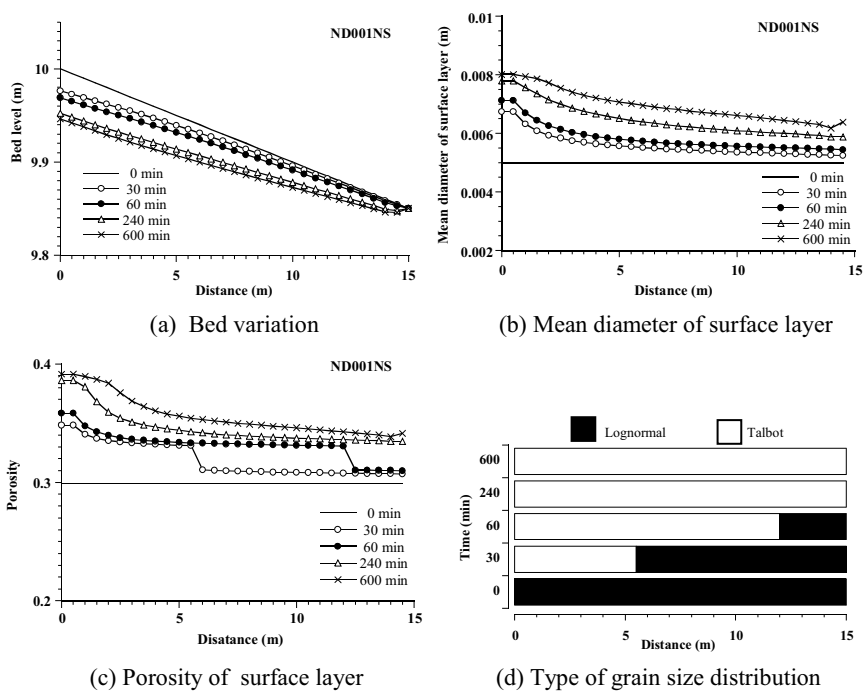 ND001NS
Bed level (m)
10
9.9
9.8
0 min
30 min
60 min
240 min
600 min
0
5
10
15
Distance (m)
(a) Bed variation
ND001NS
Mean diameter of surface layer (m)
0.01
0.008
0.006
0.004
0.002
0 min
30 min
60 min
240 min
600 min
0
5
10
15
Distance (m)
(b) Mean diameter of surface layer
ND001NS
Porosity
0.4
0.3
0.2
0 min
30 min
60 min
240 min
600 min
0
5
10
15
Disatance (m)
(c) Porosity of surface layer
Lognormal
Talbot
Time (min)
600
240
60
30
0
0
5
10
15
Distance (m)
(d) Type of grain size distribution